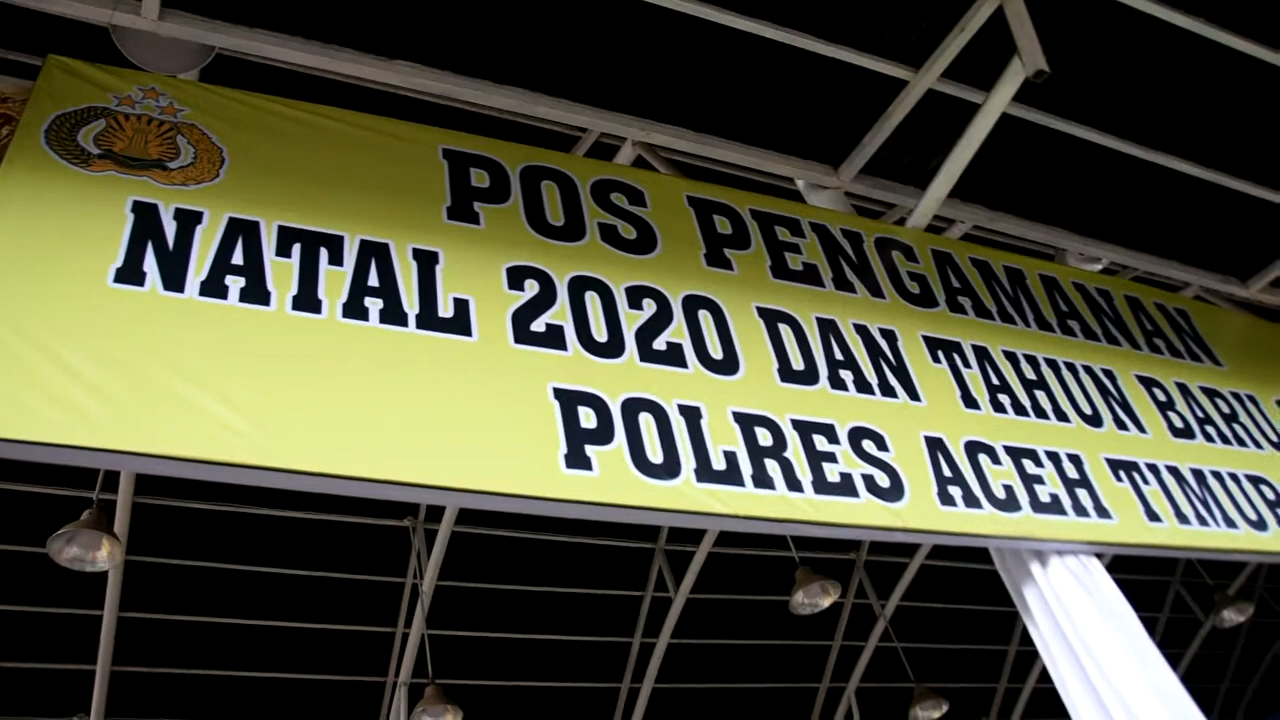 POS PENGAMANAN
NATAL 2020 DAN TAHUN BARU
POLRES ACEH TIMUR